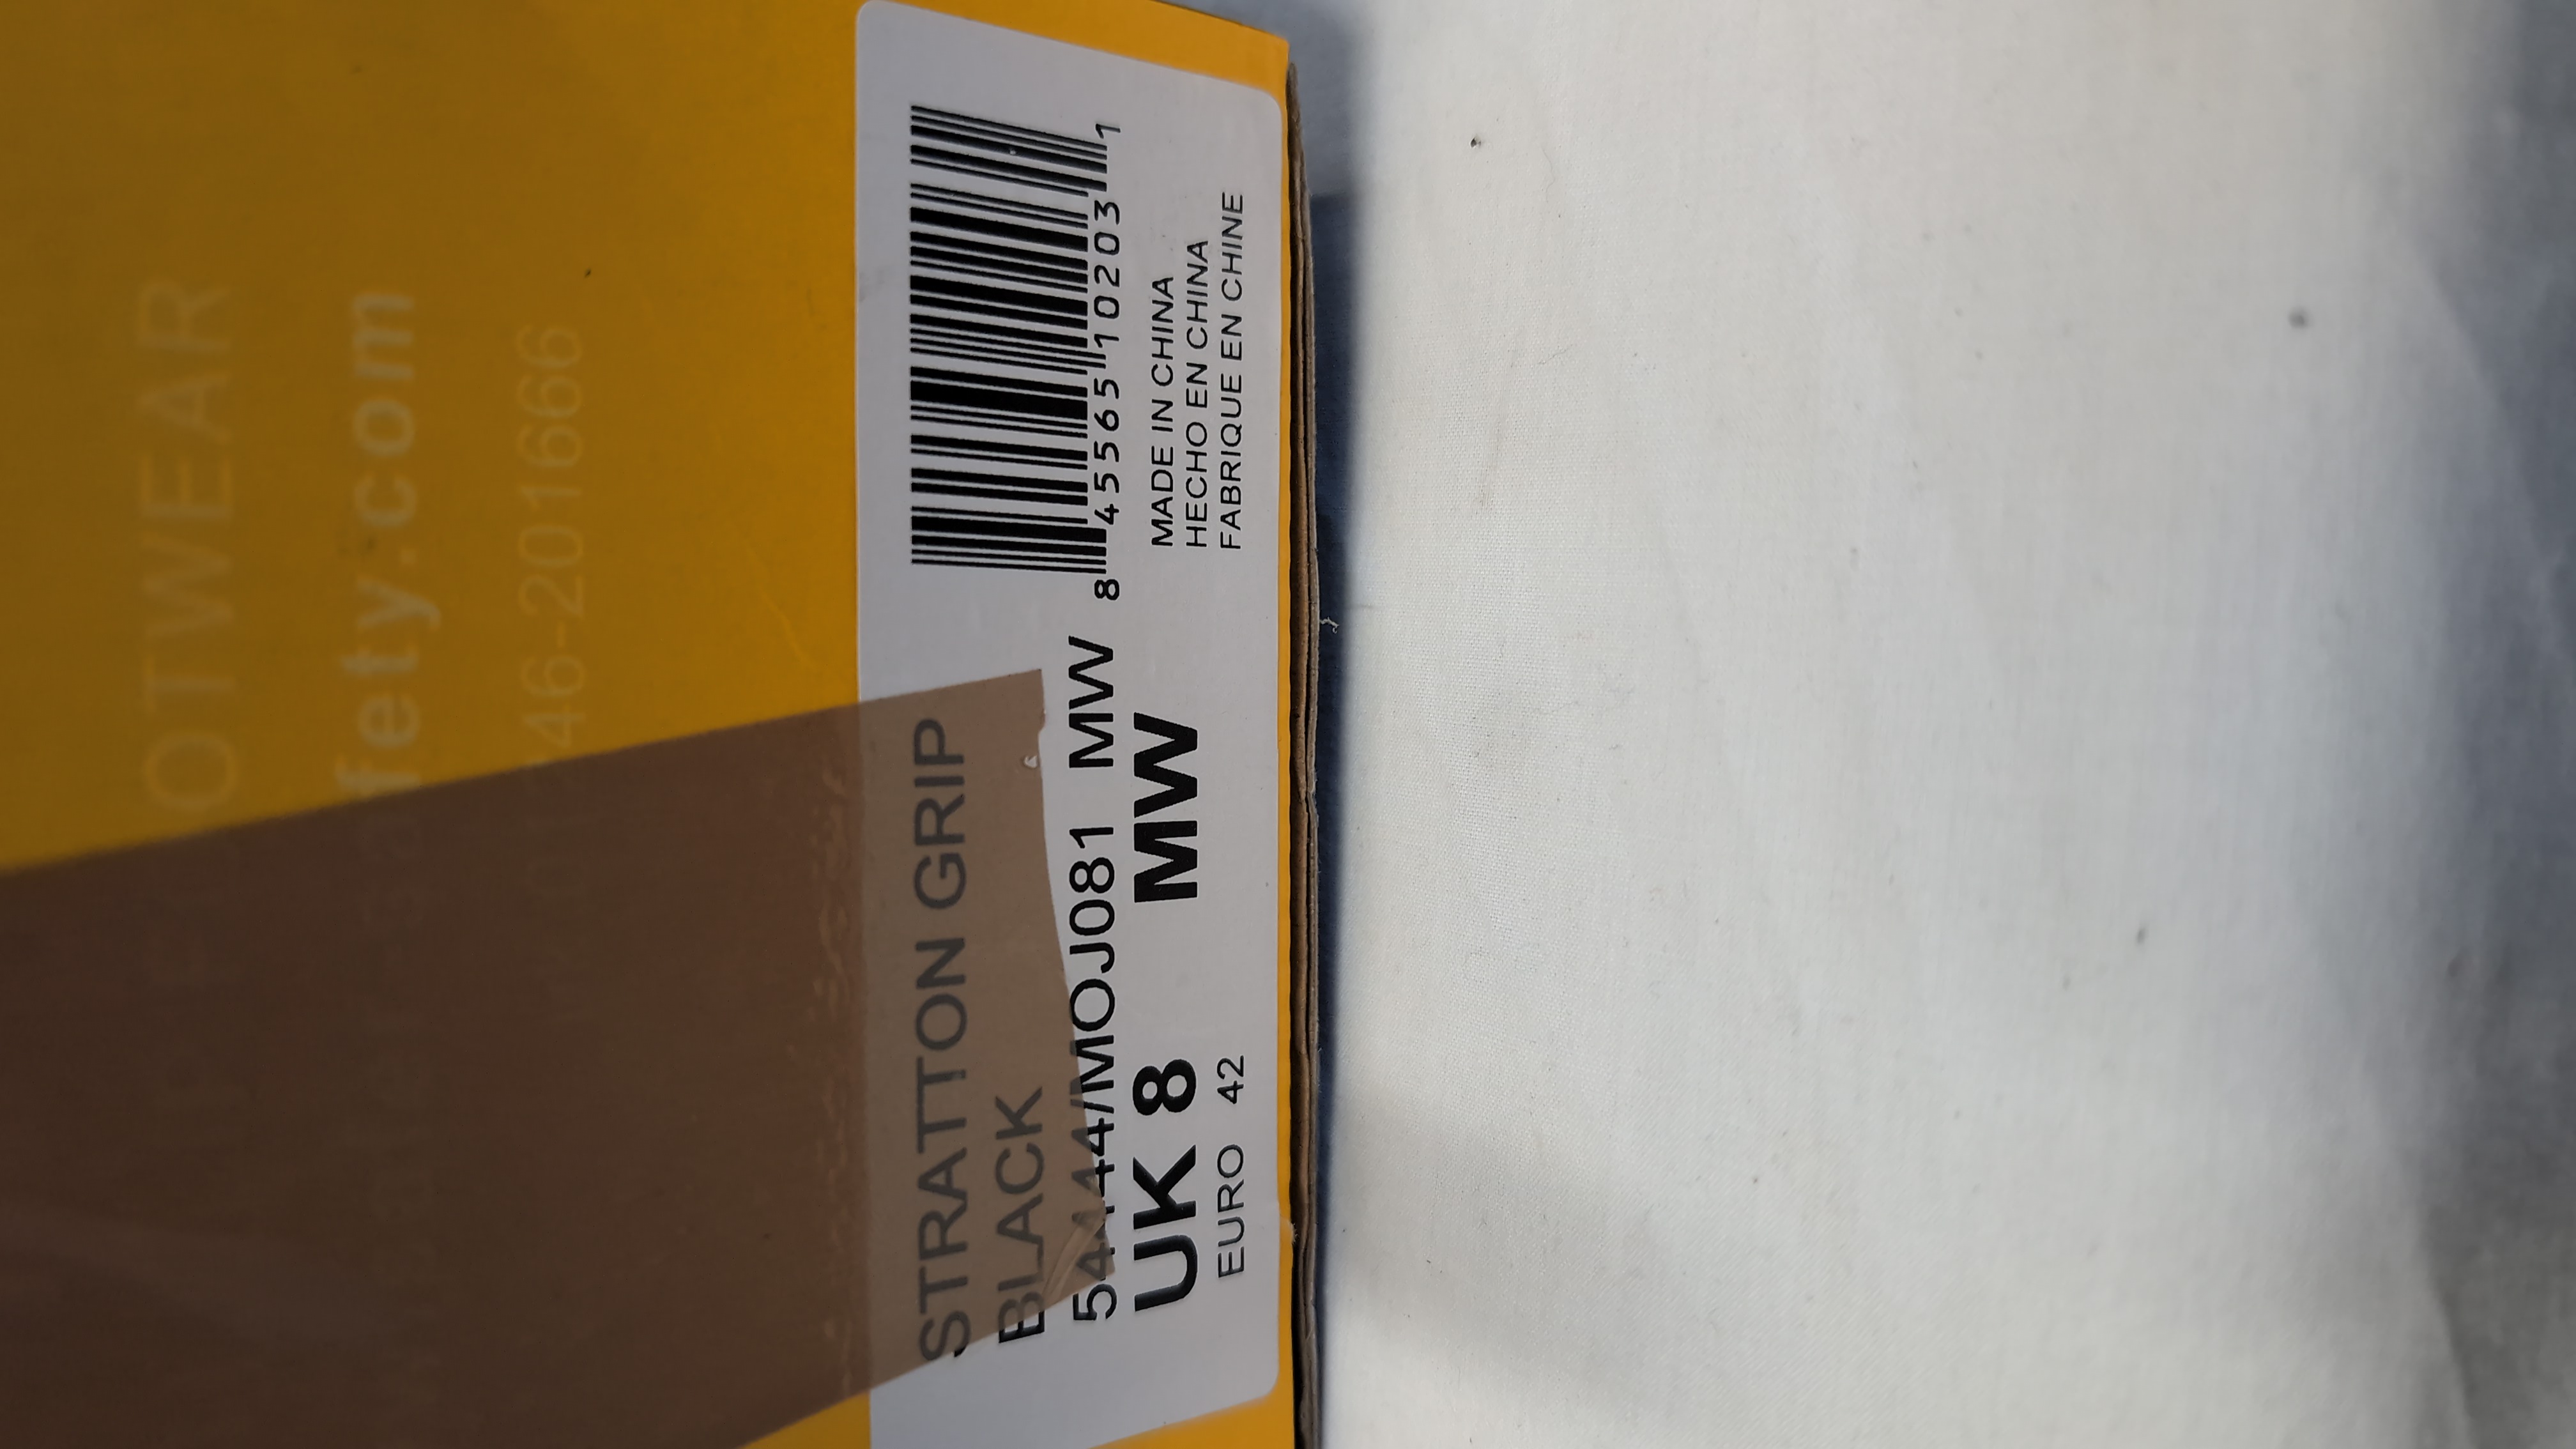 OTWEAR
fety.com
46-201666
STRATTON GRIP
BLACK
54444/MOJ081 MW
UK 8 MW
EURO 42
8 45565 10203 1
MADE IN CHINA
HECHO EN CHINA
FABRIQUE EN CHINE